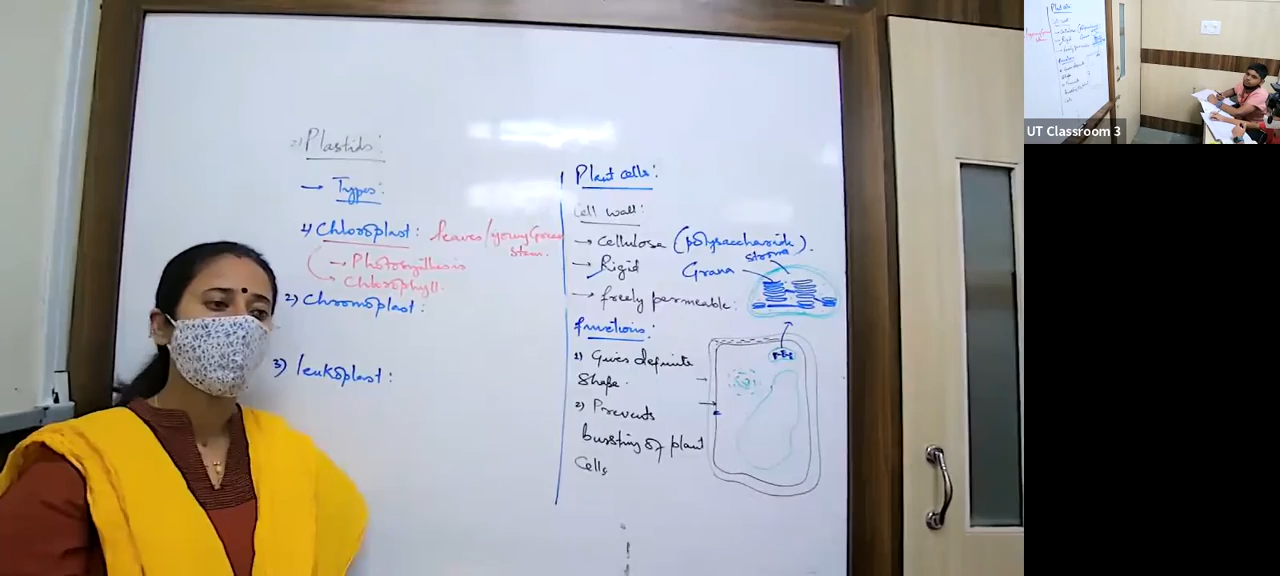 2) Plastids:
→ Types:
1) Chloroplast: leaves/young Green
stem.
→ Photosynthesis
→ Chlorophyll.
2) Chromoplast:
3) leukoplast:
Plant cells:
Cell wall:
→ Cellulose (polysaccharide).
→ Rigid
→ freely permeable:
stroma
Grana
functions:
1) Gives definite
shape.
2) Prevents
bursting of plant
Cells
UT Classroom 3